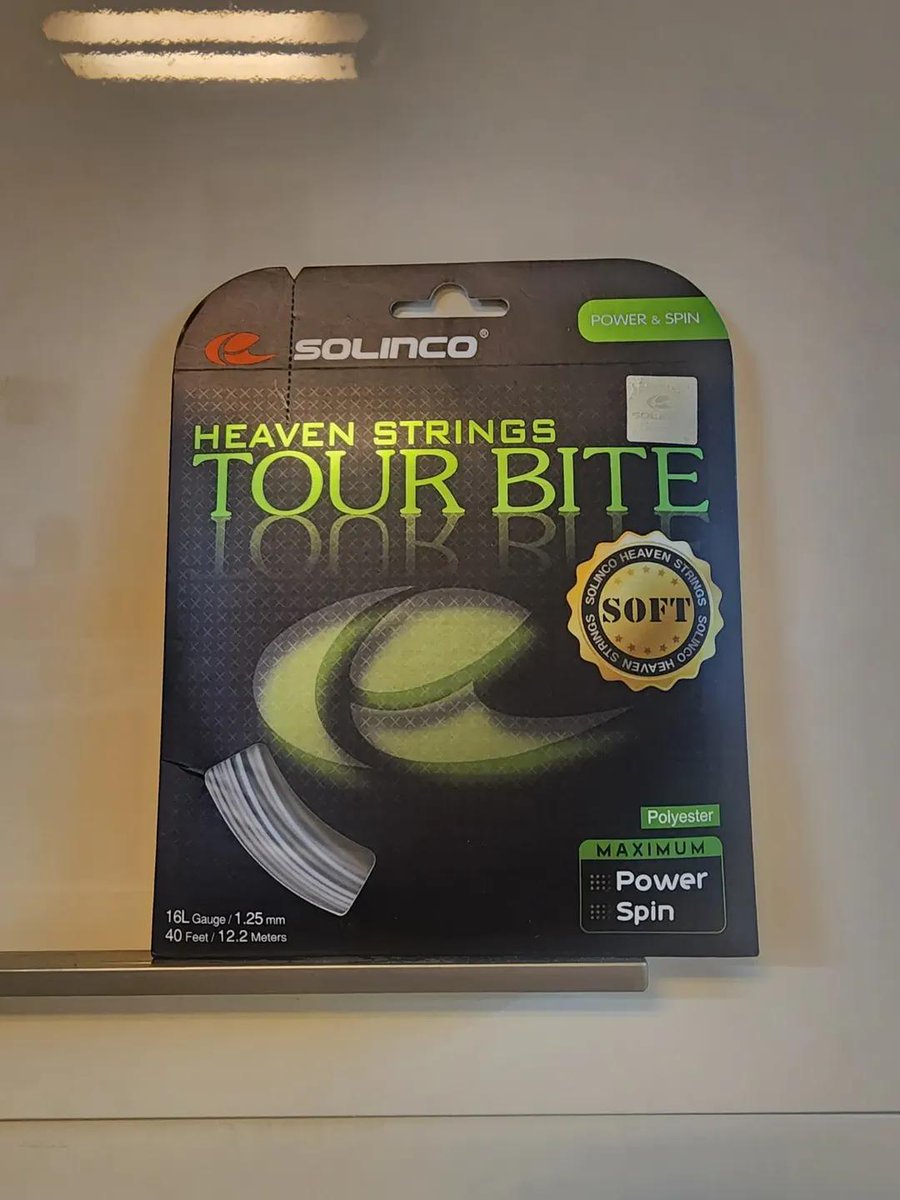 POWER & SPIN
SOLINCO®
SOLINCO
HEAVEN STRINGS
TOUR BITE
SOLINCO HEAVEN STRINGS
SOFT
SOLINCO HEAVEN STRINGS
Polyester
MAXIMUM
Power
Spin
16L Gauge / 1.25 mm
40 Feet / 12.2 Meters